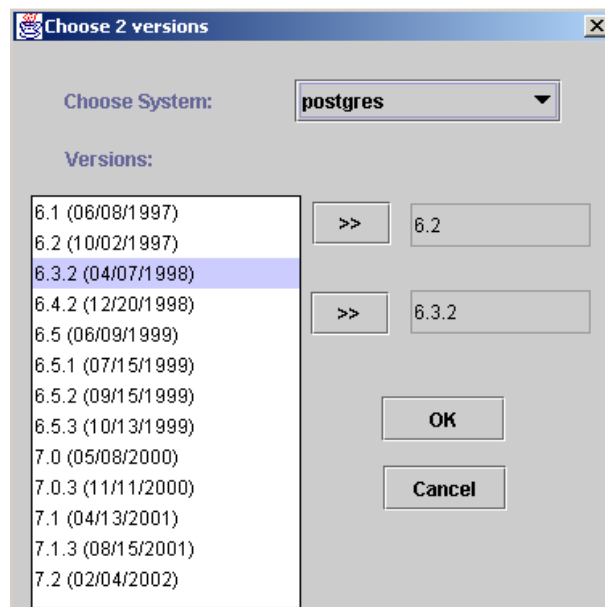 Choose 2 versions
Choose System:
postgres
Versions:
6.1 (06/08/1997)
6.2 (10/02/1997)
6.3.2 (04/07/1998)
6.4.2 (12/20/1998)
6.5 (06/09/1999)
6.5.1 (07/15/1999)
6.5.2 (09/15/1999)
6.5.3 (10/13/1999)
7.0 (05/08/2000)
7.0.3 (11/11/2000)
7.1 (04/13/2001)
7.1.3 (08/15/2001)
7.2 (02/04/2002)
>>
6.2
>>
6.3.2
OK
Cancel